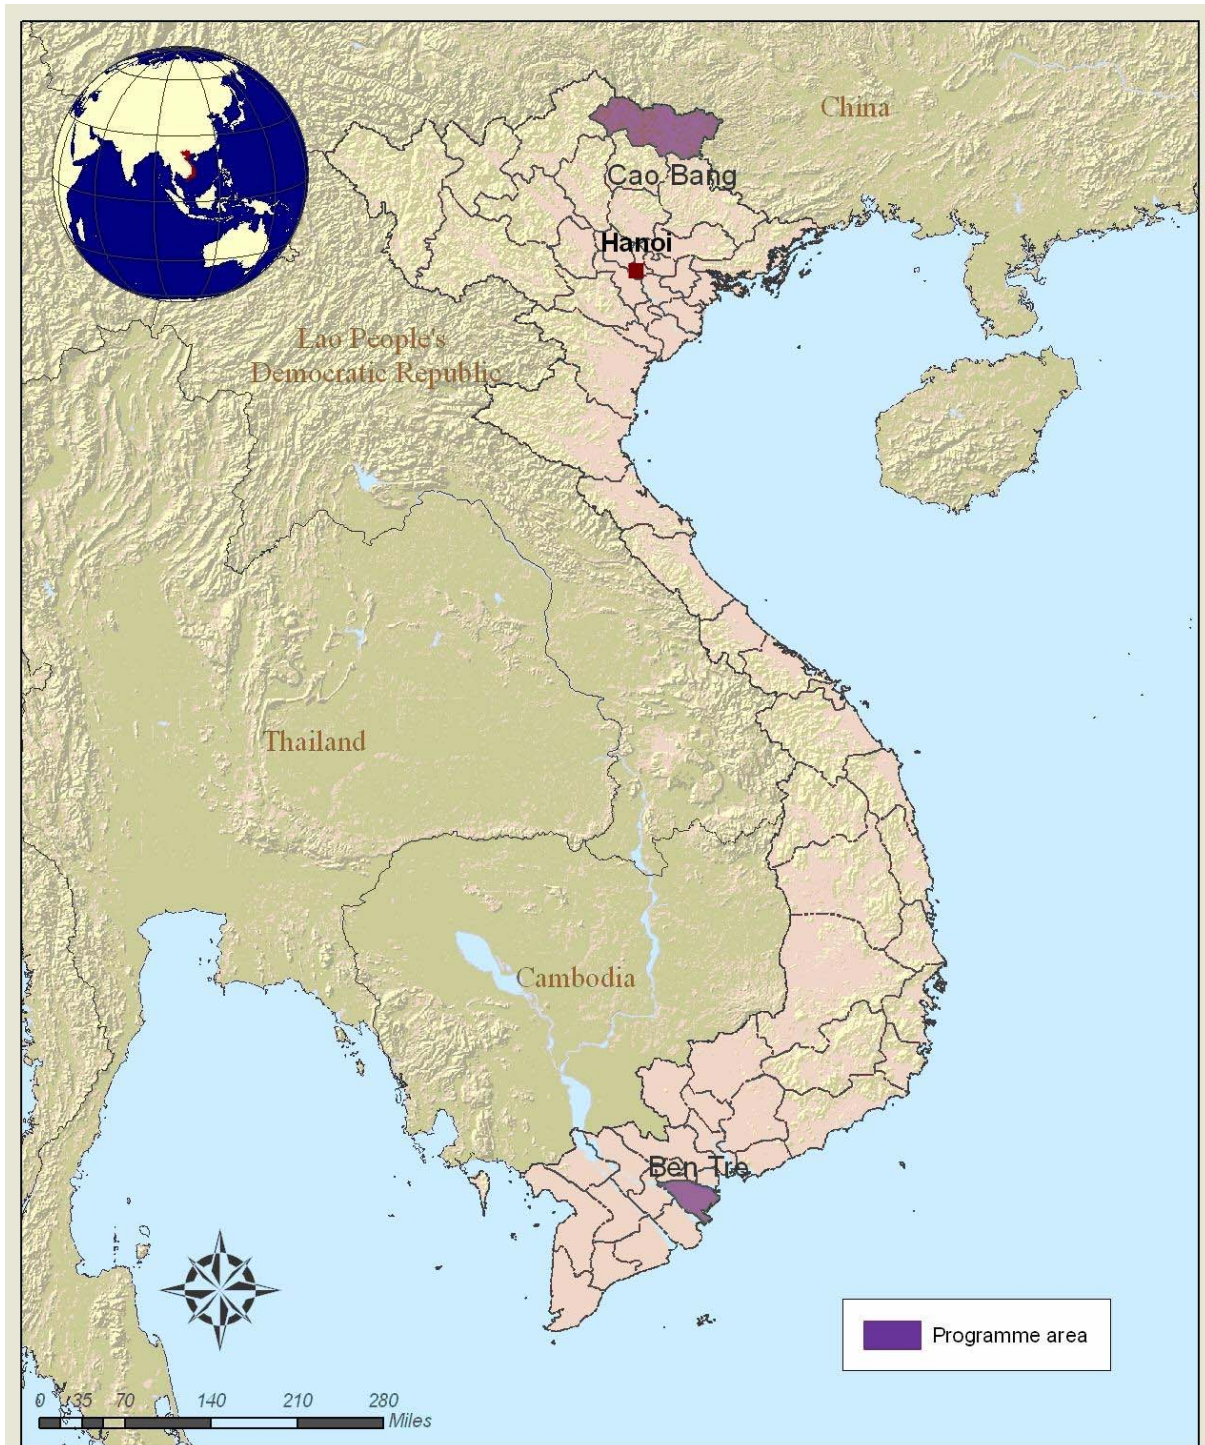 China
Cao Bang
Hanoi
Lao People's
Democratic Republic
Thailand
Cambodia
Ben Tre
Programme area
0 35 70 140 210 280
Miles